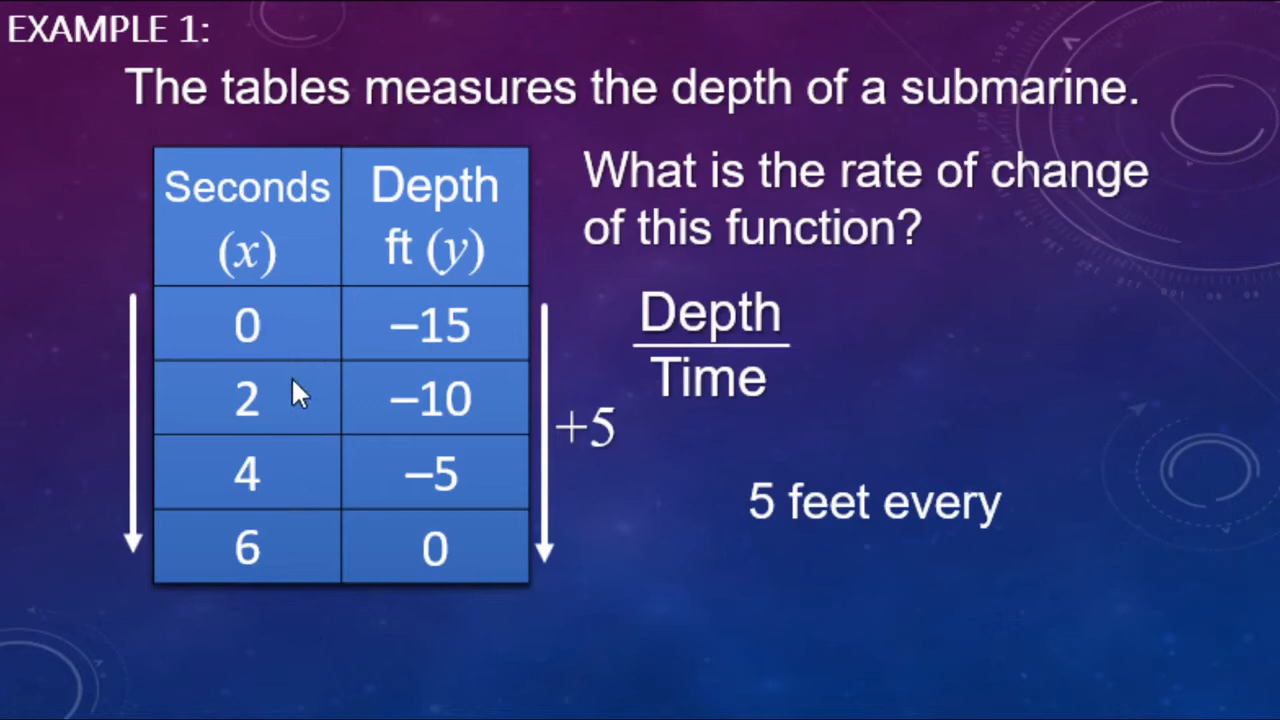 EXAMPLE 1:
The tables measures the depth of a submarine.
Seconds (x) Depth ft (y)
0 –15
2 –10
4 –5
6 0
+5
What is the rate of change
of this function?
Depth
Time
5 feet every